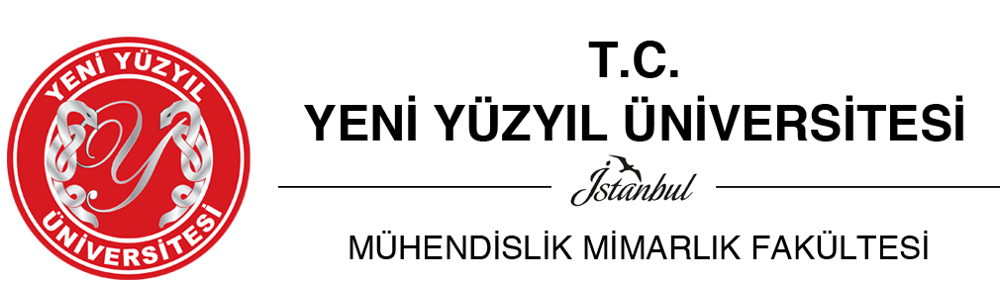 YENİ YÜZYIL
Y
ÜNİVERSİTESİ
T.C.
YENİ YÜZYIL ÜNİVERSİTESİ
İstanbul
MÜHENDİSLİK MİMARLIK FAKÜLTESİ